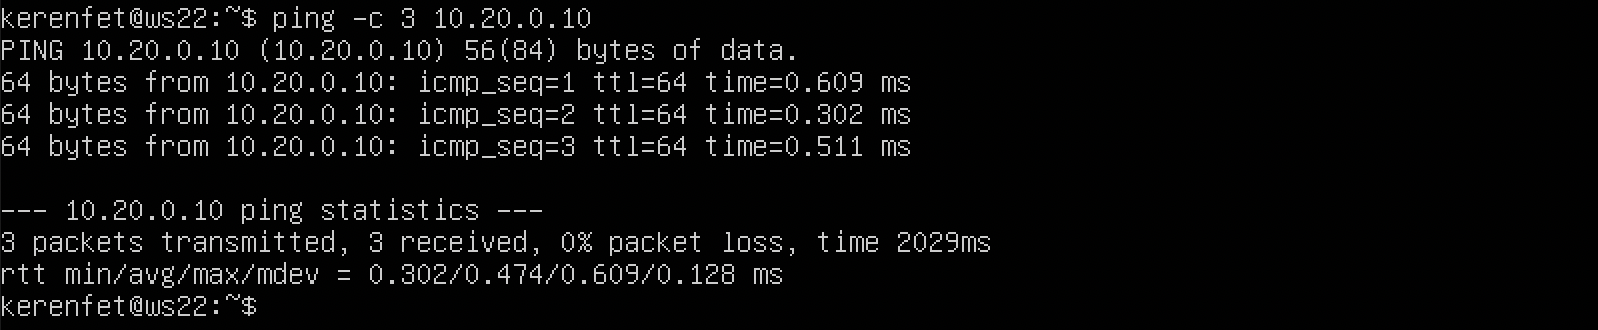 kerenfet@ws22:~$ ping -c 3 10.20.0.10
PING 10.20.0.10 (10.20.0.10) 56(84) bytes of data.
64 bytes from 10.20.0.10: icmp_seq=1 ttl=64 time=0.609 ms
64 bytes from 10.20.0.10: icmp_seq=2 ttl=64 time=0.302 ms
64 bytes from 10.20.0.10: icmp_seq=3 ttl=64 time=0.511 ms
--- 10.20.0.10 ping statistics ---
3 packets transmitted, 3 received, 0% packet loss, time 2029ms
rtt min/avg/max/mdev = 0.302/0.474/0.609/0.128 ms
kerenfet@ws22:~$